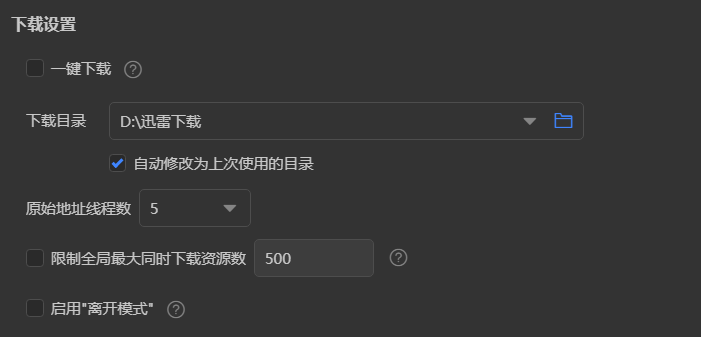 下载设置
一键下载 ?
下载目录 D:\迅雷下载
自动修改为上次使用的目录
原始地址线程数 5
限制全局最大同时下载资源数 500 ?
启用"离开模式" ?